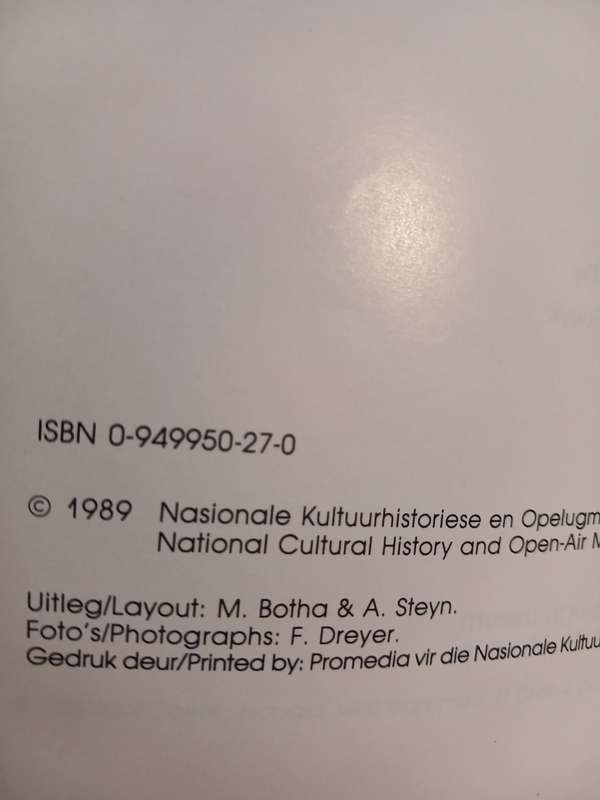 ISBN 0-949950-27-0
© 1989 Nasionale Kultuurhistoriese en Opelugm
National Cultural History and Open-Air M
Uitleg/Layout: M. Botha & A. Steyn.
Foto's/Photographs: F. Dreyer.
Gedruk deur/Printed by: Promedia vir die Nasionale Kultuu